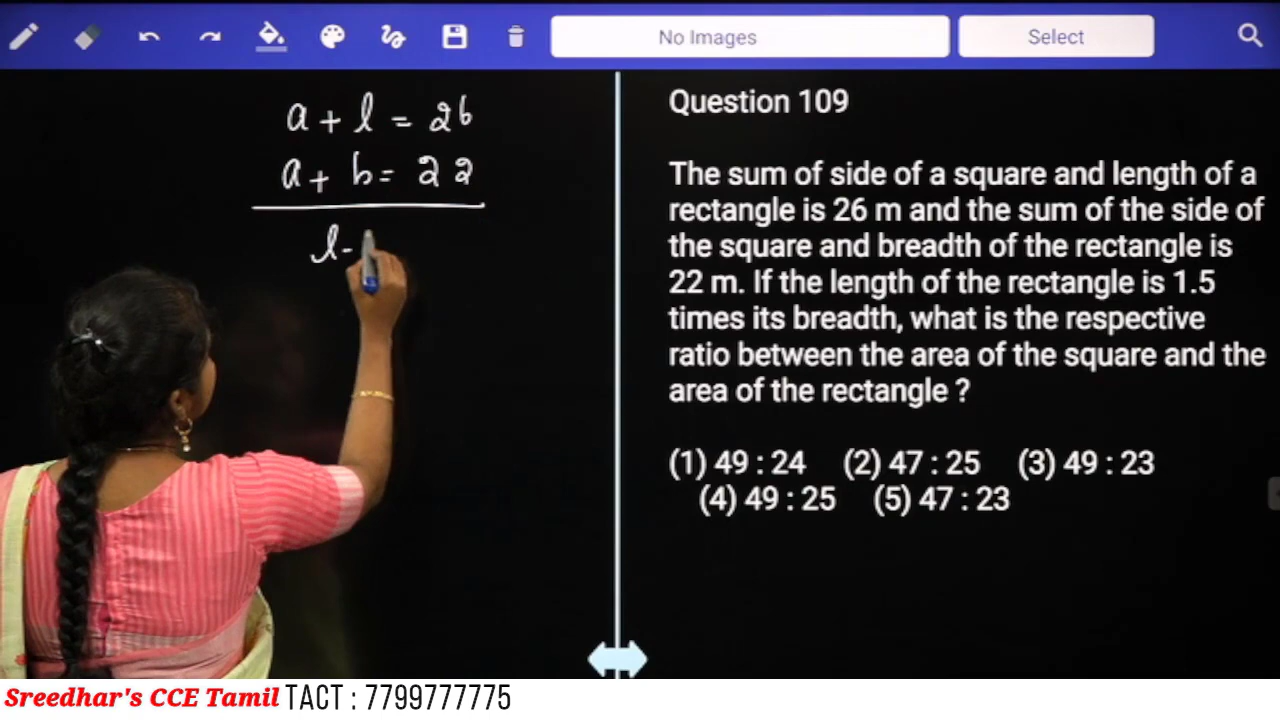 No Images
Select
a + l = 26
a + b = 22
l -
Question 109
The sum of side of a square and length of a
rectangle is 26 m and the sum of the side of
the square and breadth of the rectangle is
22 m. If the length of the rectangle is 1.5
times its breadth, what is the respective
ratio between the area of the square and the
area of the rectangle ?
(1) 49 : 24 (2) 47 : 25 (3) 49 : 23
(4) 49 : 25 (5) 47 : 23
Sreedhar's CCE Tamil TACT : 7799777775